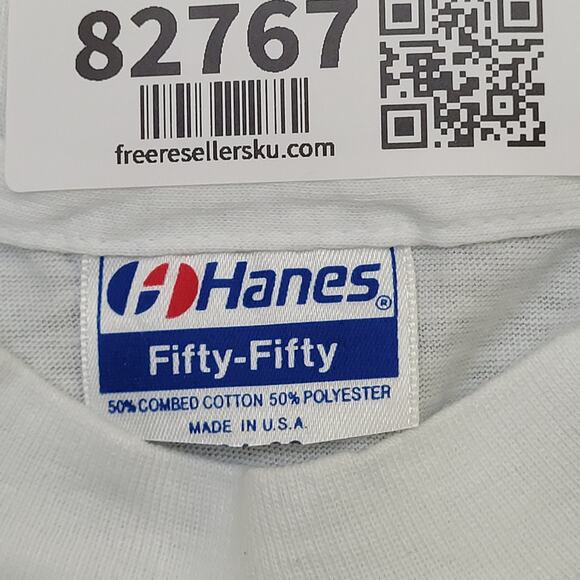 82767
freeresellersku.com
Hanes®
Fifty-Fifty
50% COMBED COTTON 50% POLYESTER
MADE IN U.S.A.